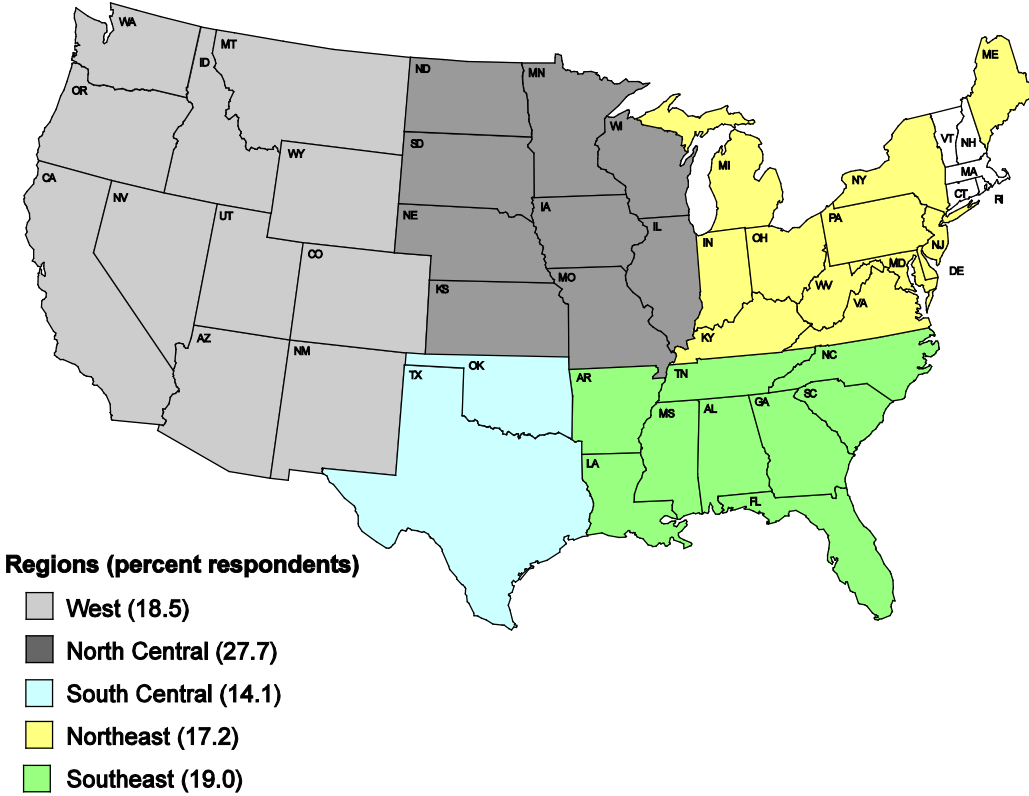 WA
MT
ID
ND
MN
ME
OR
WI
VT
NH
SD
WY
MI
MA
CA
NY
NV
CT
RI
UT
NE
IA
PA
IL
IN
OH
NJ
CO
MD
DE
MO
KS
WV
VA
AZ
KY
NM
NC
OK
TX
AR
TN
SC
GA
MS
AL
LA
FL
Regions (percent respondents)
West (18.5)
North Central (27.7)
South Central (14.1)
Northeast (17.2)
Southeast (19.0)